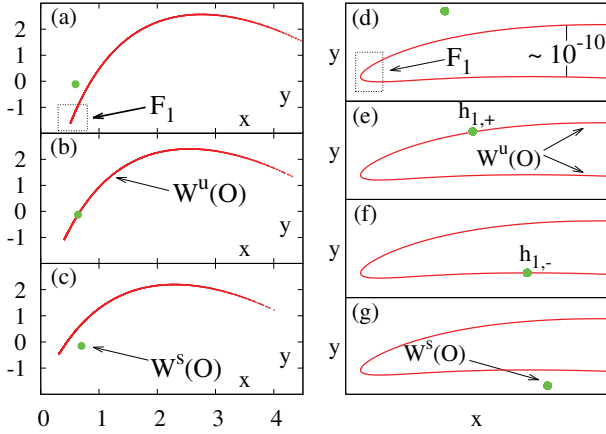 (a)
2
1
0
-1
F1
x
y
(b)
2
1
0
-1
W^u(O)
y
(c)
2
1
0
-1
W^s(O)
x
y
0 1 2 3 4
(d)
y
F1
~ 10^-10
(e)
h1,+
y
W^u(O)
(f)
y
h1,-
(g)
W^s(O)
y
x